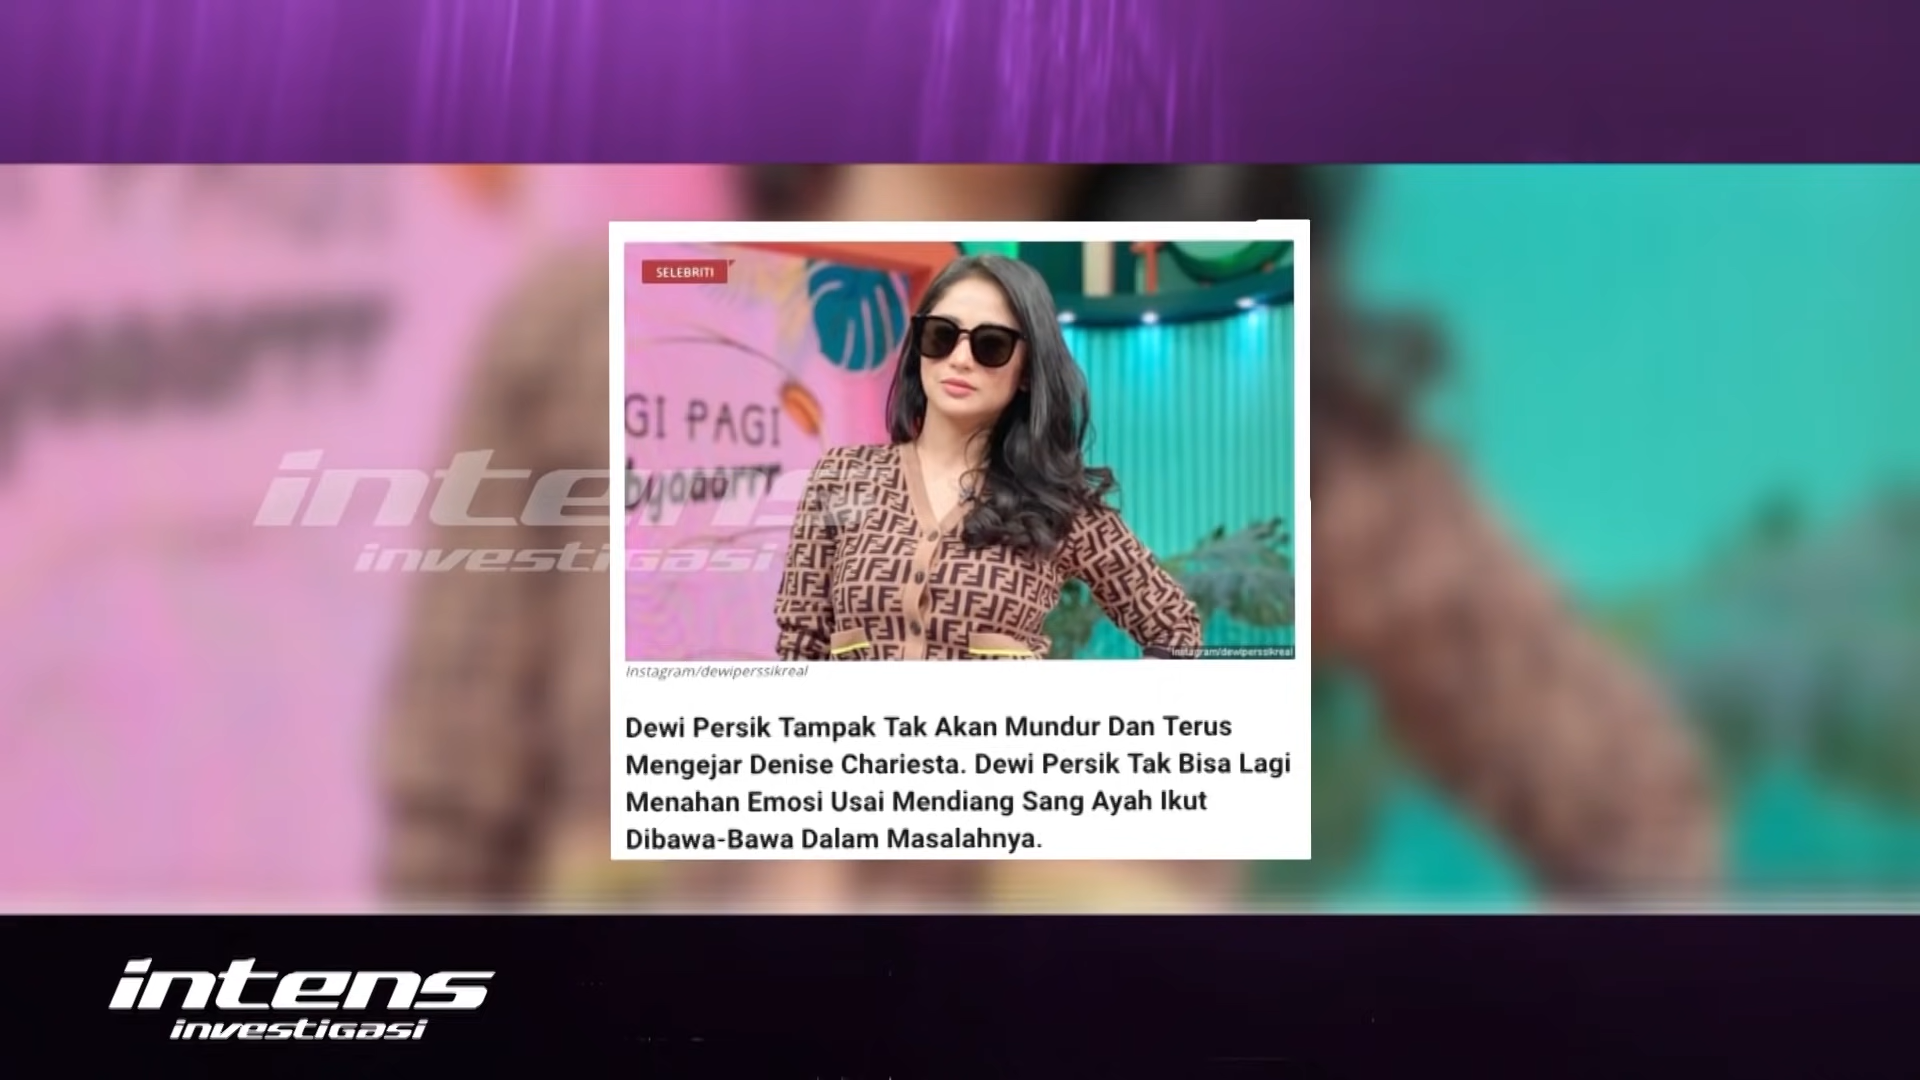 SELEBRITI
GI PAGI
byaaorrr
intens
investigasi
Instagram/dewiperssikreal
Instagram/dewiperssikreal
Dewi Persik Tampak Tak Akan Mundur Dan Terus
Mengejar Denise Chariesta. Dewi Persik Tak Bisa Lagi
Menahan Emosi Usai Mendiang Sang Ayah Ikut
Dibawa-Bawa Dalam Masalahnya.
intens
investigasi